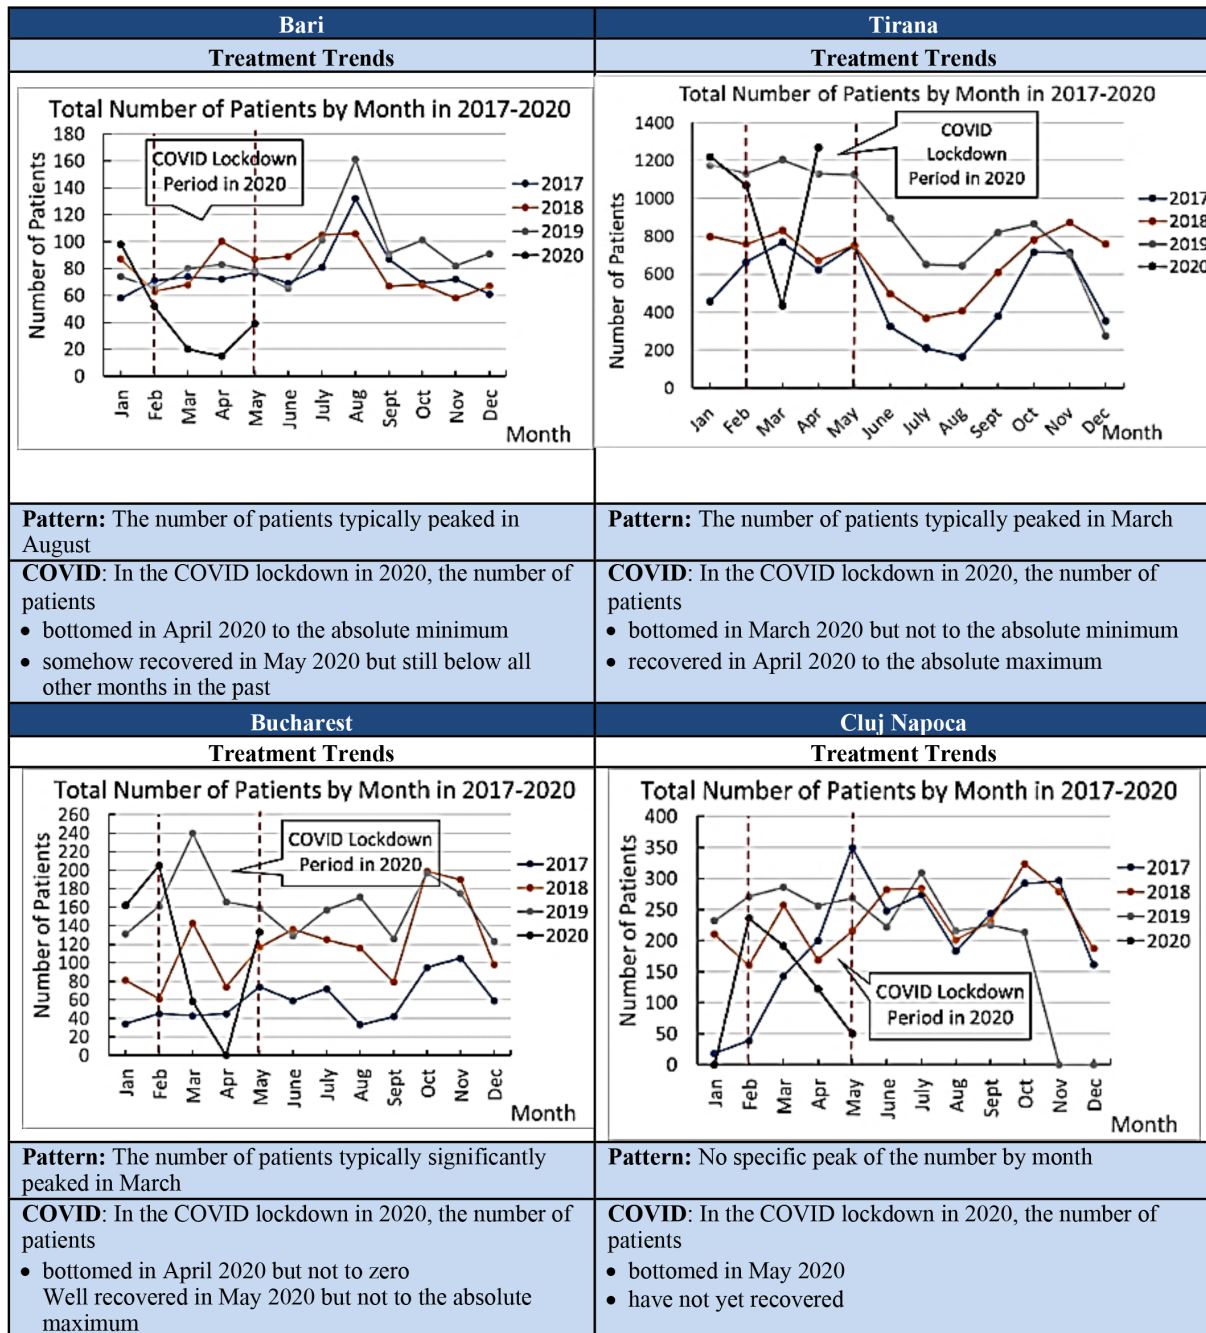 Bari
Treatment Trends
Total Number of Patients by Month in 2017-2020
Number of Patients
180
160
140
120
100
80
60
40
20
0
COVID Lockdown
Period in 2020
2017
2018
2019
2020
Jan
Feb
Mar
Apr
May
June
July
Aug
Sept
Oct
Nov
Dec
Month
Pattern: The number of patients typically peaked in
August
COVID: In the COVID lockdown in 2020, the number of
patients
• bottomed in April 2020 to the absolute minimum
• somehow recovered in May 2020 but still below all
other months in the past
Tirana
Treatment Trends
Total Number of Patients by Month in 2017-2020
Number of Patients
1400
1200
1000
800
600
400
200
0
COVID
Lockdown
Period in 2020
2017
2018
2019
2020
Jan
Feb
Mar
Apr
May
June
July
Aug
Sept
Oct
Nov
Dec
Month
Pattern: The number of patients typically peaked in March
COVID: In the COVID lockdown in 2020, the number of
patients
• bottomed in March 2020 but not to the absolute minimum
• recovered in April 2020 to the absolute maximum
Bucharest
Treatment Trends
Total Number of Patients by Month in 2017-2020
Number of Patients
260
240
220
200
180
160
140
120
100
80
60
40
20
0
COVID Lockdown
Period in 2020
2017
2018
2019
2020
Jan
Feb
Mar
Apr
May
June
July
Aug
Sept
Oct
Nov
Dec
Month
Pattern: The number of patients typically significantly
peaked in March
COVID: In the COVID lockdown in 2020, the number of
patients
• bottomed in April 2020 but not to zero
Well recovered in May 2020 but not to the absolute
maximum
Cluj Napoca
Treatment Trends
Total Number of Patients by Month in 2017-2020
Number of Patients
400
350
300
250
200
150
100
50
0
COVID Lockdown
Period in 2020
2017
2018
2019
2020
Jan
Feb
Mar
Apr
May
June
July
Aug
Sept
Oct
Nov
Dec
Month
Pattern: No specific peak of the number by month
COVID: In the COVID lockdown in 2020, the number of
patients
• bottomed in May 2020
• have not yet recovered